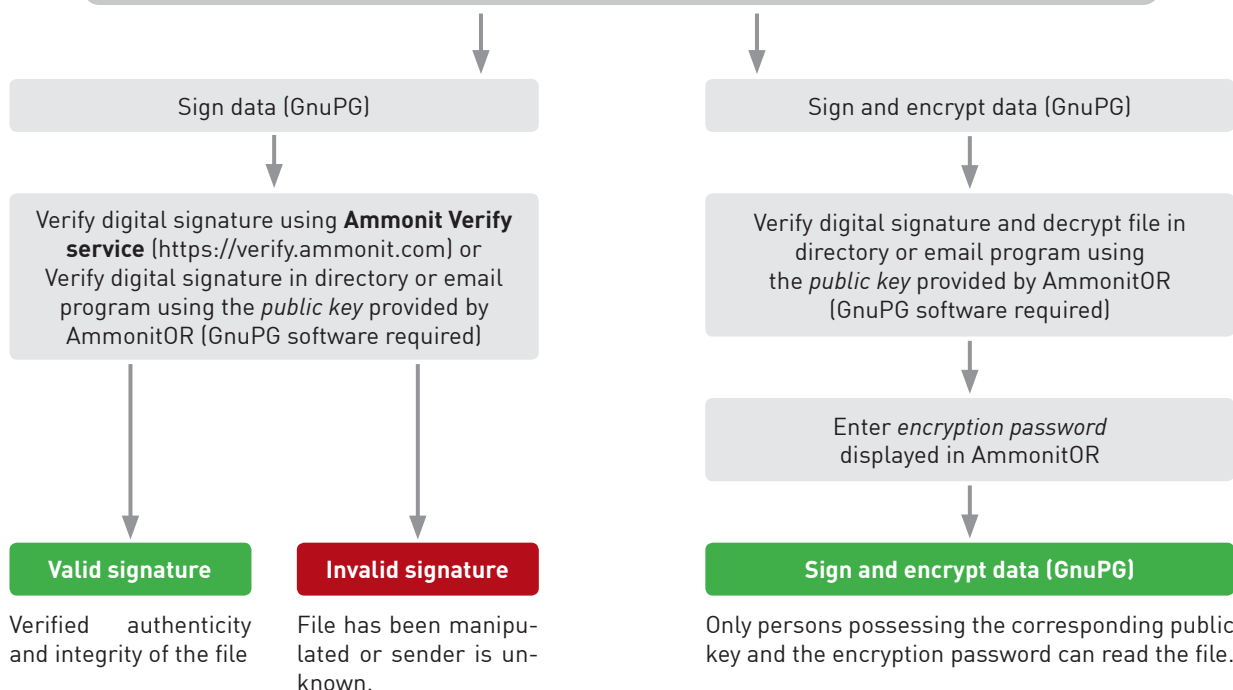 Sign data (GnuPG)
Verify digital signature using Ammonit Verify
service (https://verify.ammonit.com) or
Verify digital signature in directory or email
program using the public key provided by
AmmonitOR (GnuPG software required)
Valid signature
Verified authenticity
and integrity of the file
Invalid signature
File has been manipu-
lated or sender is un-
known.
Sign and encrypt data (GnuPG)
Verify digital signature and decrypt file in
directory or email program using
the public key provided by AmmonitOR
(GnuPG software required)
Enter encryption password
displayed in AmmonitOR
Sign and encrypt data (GnuPG)
Only persons possessing the corresponding public
key and the encryption password can read the file.